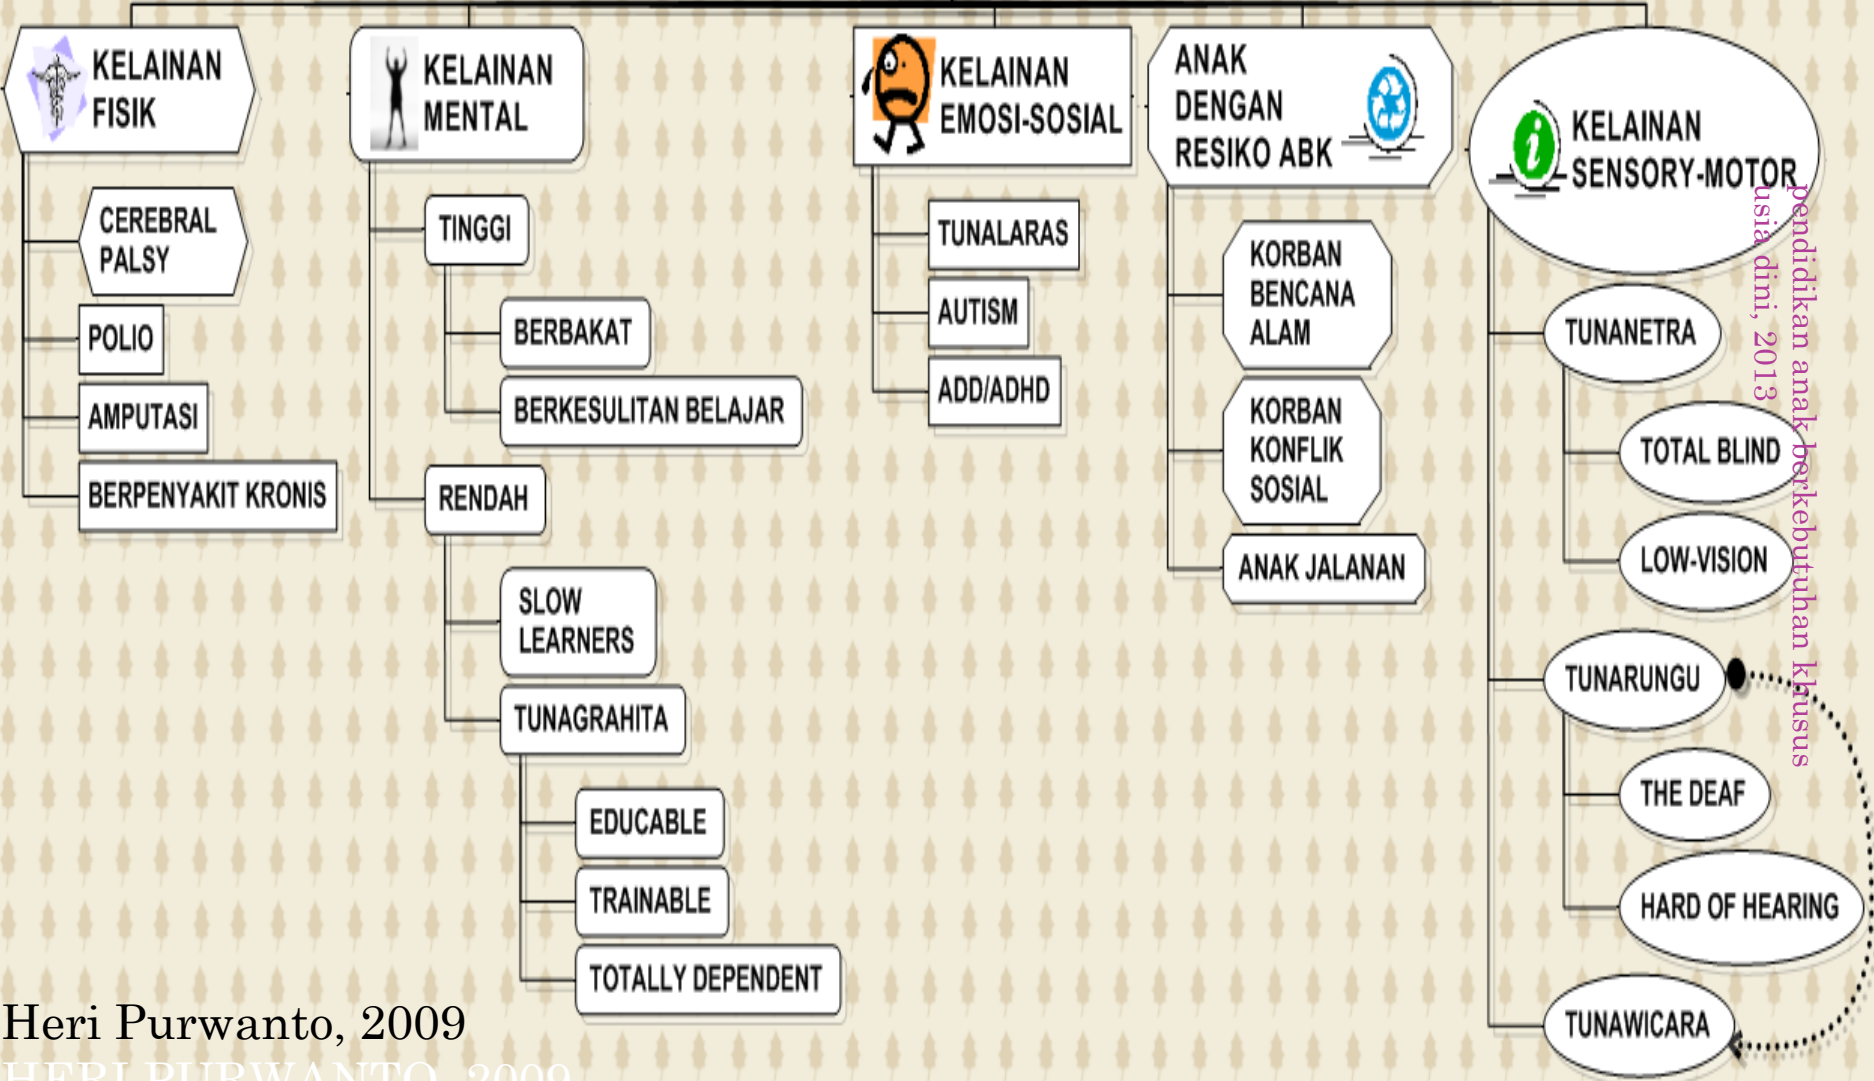 KELAINAN
FISIK
CEREBRAL
PALSY
POLIO
AMPUTASI
BERPENYAKIT KRONIS
KELAINAN
MENTAL
TINGGI
BERBAKAT
BERKESULITAN BELAJAR
RENDAH
SLOW
LEARNERS
TUNAGRAHITA
EDUCABLE
TRAINABLE
TOTALLY DEPENDENT
KELAINAN
EMOSI-SOSIAL
TUNALARAS
AUTISM
ADD/ADHD
ANAK
DENGAN
RESIKO ABK
KORBAN
BENCANA
ALAM
KORBAN
KONFLIK
SOSIAL
ANAK JALANAN
i
KELAINAN
SENSORY-MOTOR
TUNANETRA
TOTAL BLIND
LOW-VISION
TUNARUNGU
THE DEAF
HARD OF HEARING
TUNAWICARA
pendidikan anak berkebutuhan khusus
usia dini, 2013
Heri Purwanto, 2009
HERI PURWANTO, 2009